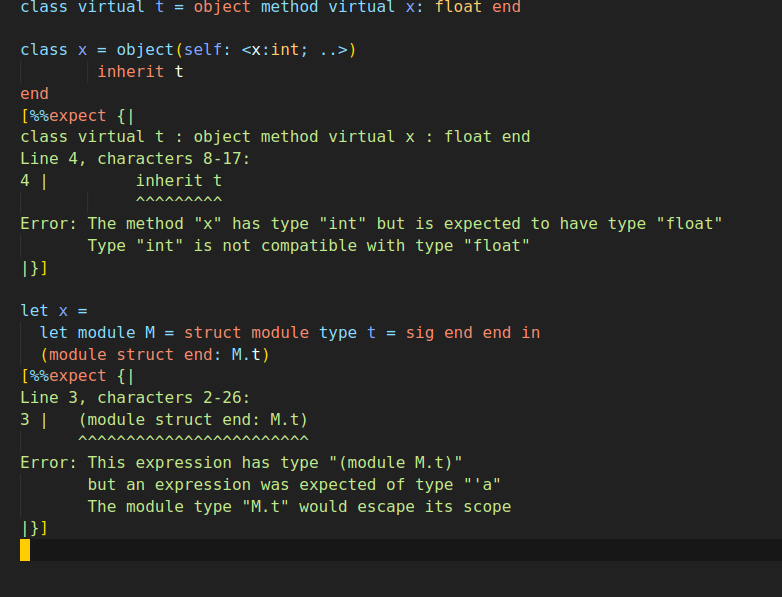 class virtual t = object method virtual x: float end
class x = object(self: <x:int; ..>)
        inherit t
end
[%%expect {|
class virtual t : object method virtual x : float end
Line 4, characters 8-17:
4 |         inherit t
            ^^^^^^^^^
Error: The method "x" has type "int" but is expected to have type "float"
       Type "int" is not compatible with type "float"
|}]
let x =
  let module M = struct module type t = sig end end in
  (module struct end: M.t)
[%%expect {|
Line 3, characters 2-26:
3 |   (module struct end: M.t)
      ^^^^^^^^^^^^^^^^^^^^^^^^
Error: This expression has type "(module M.t)"
       but an expression was expected of type "'a"
       The module type "M.t" would escape its scope
|}]